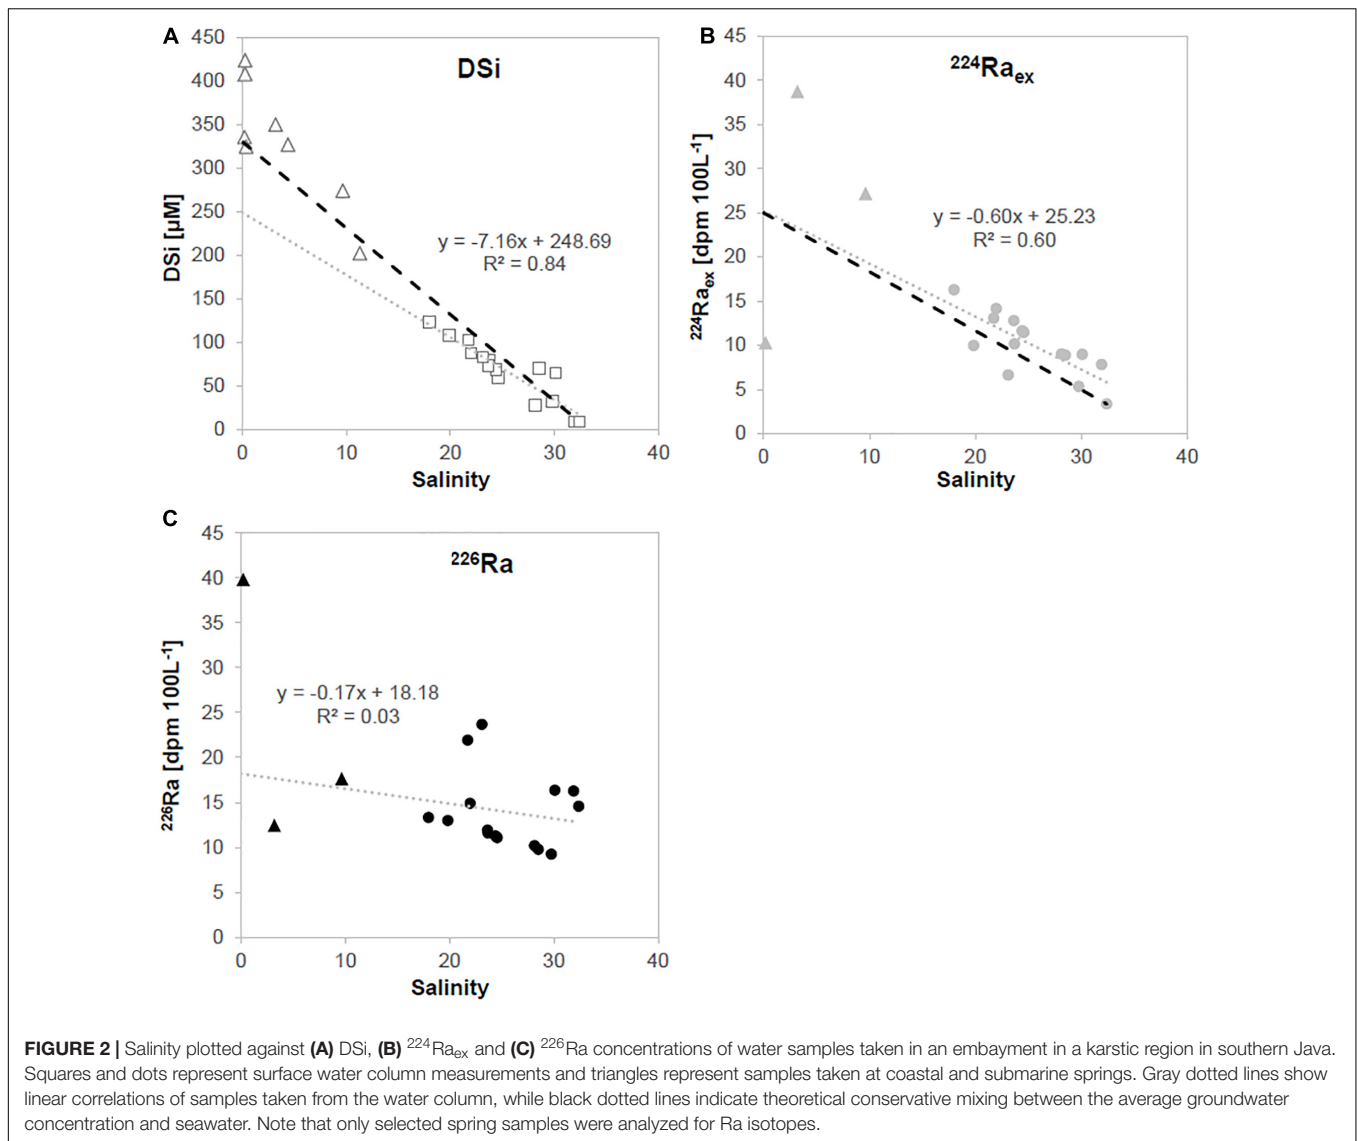 A
DSi
450
400
350
300
250
200
150
100
50
0
DSi [µM]
y = -7.16x + 248.69
R² = 0.84
0 10 20 30 40
Salinity
B
²²⁴Raₑₓ
45
40
35
30
25
20
15
10
5
0
²²⁴Raₑₓ [dpm 100L⁻¹]
y = -0.60x + 25.23
R² = 0.60
0 10 20 30 40
Salinity
C
²²⁶Ra
45
40
35
30
25
20
15
10
5
0
²²⁶Ra [dpm 100L⁻¹]
y = -0.17x + 18.18
R² = 0.03
0 10 20 30 40
Salinity
FIGURE 2 | Salinity plotted against (A) DSi, (B) ²²⁴Raₑₓ and (C) ²²⁶Ra concentrations of water samples taken in an embayment in a karstic region in southern Java.
Squares and dots represent surface water column measurements and triangles represent samples taken at coastal and submarine springs. Gray dotted lines show
linear correlations of samples taken from the water column, while black dotted lines indicate theoretical conservative mixing between the average groundwater
concentration and seawater. Note that only selected spring samples were analyzed for Ra isotopes.